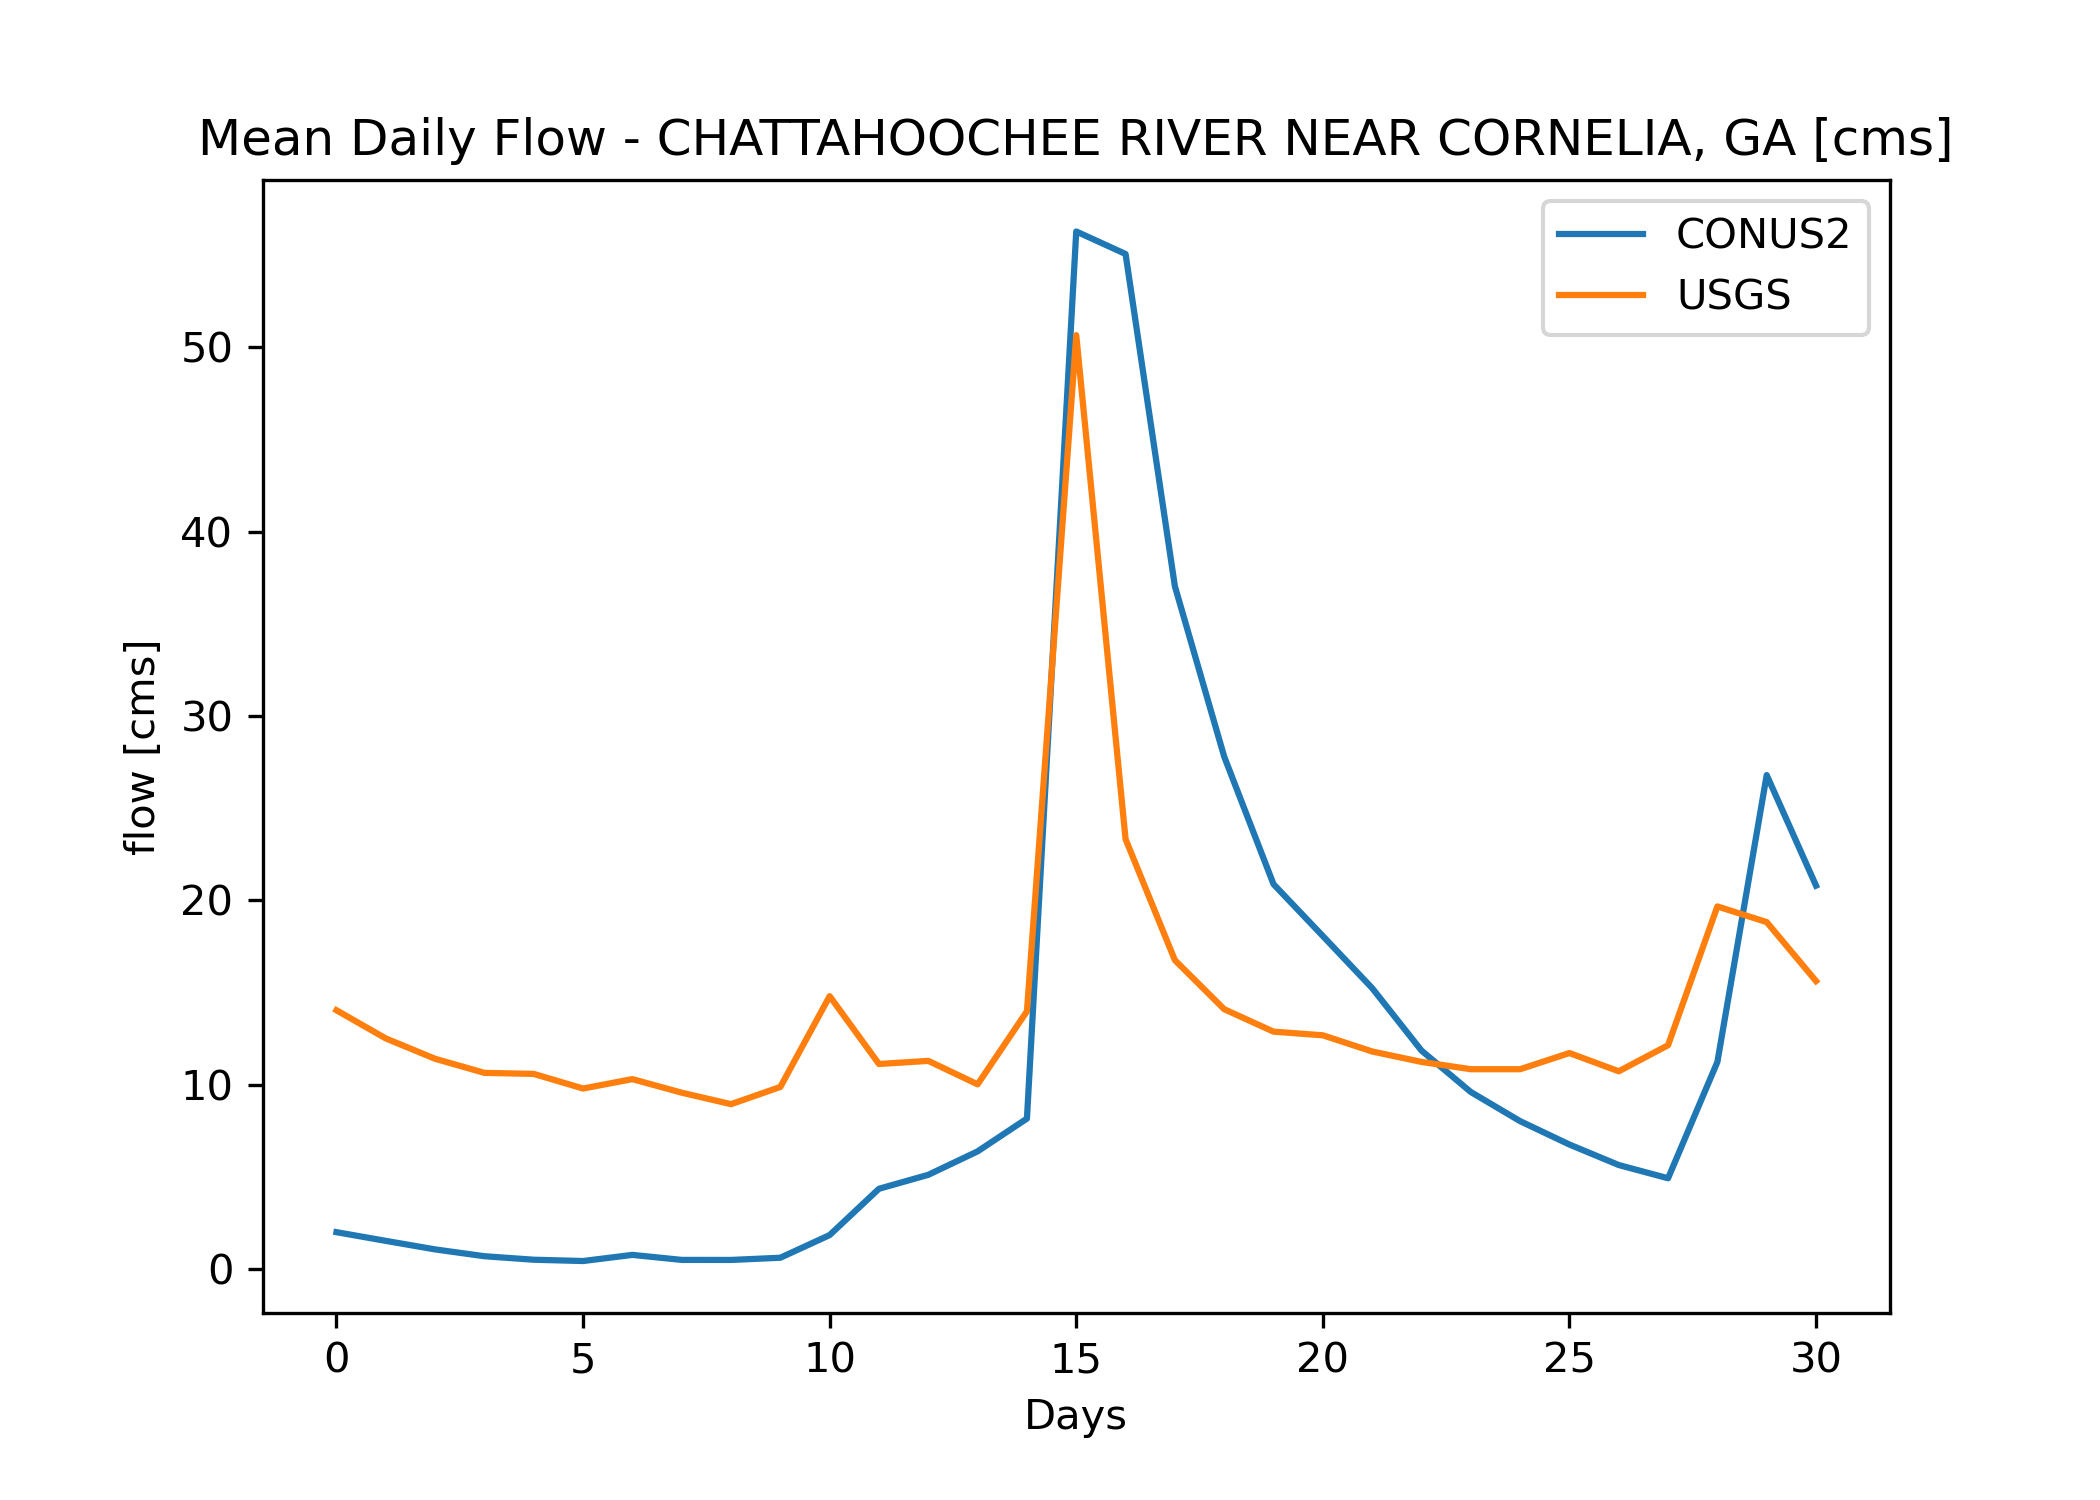 Mean Daily Flow - CHATTAHOOCHEE RIVER NEAR CORNELIA, GA [cms]
CONUS2
USGS
50
40
30
20
10
0
flow [cms]
0 5 10 15 20 25 30
Days